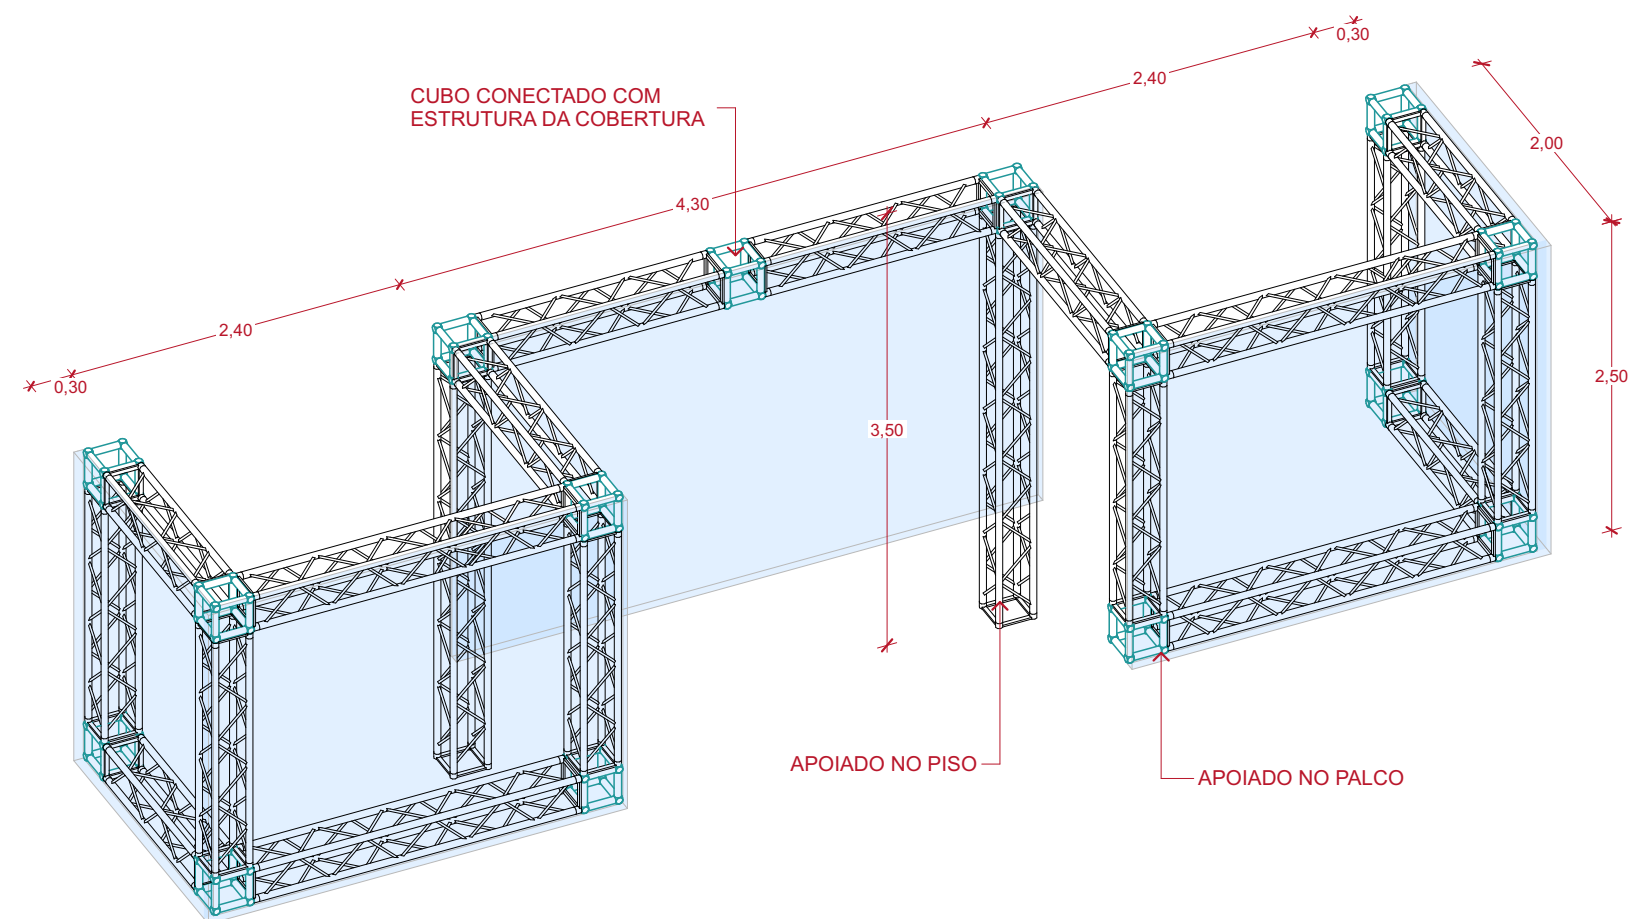 0,30
2,40
2,00
CUBO CONECTADO COM
ESTRUTURA DA COBERTURA
4,30
2,40
0,30
2,50
3,50
APOIADO NO PISO
APOIADO NO PALCO